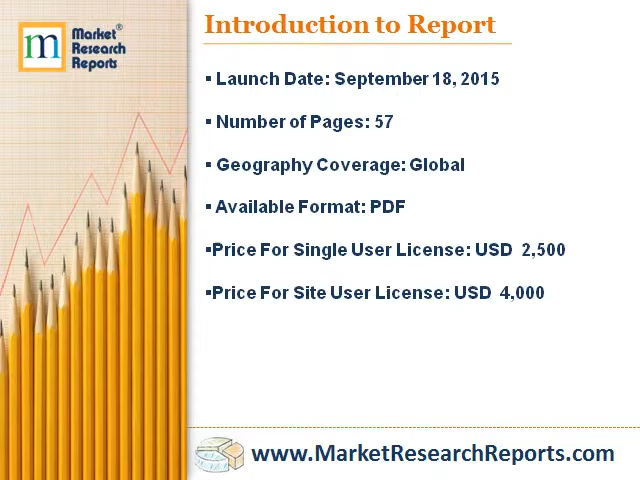 m
Market®
Research
Reports
Introduction to Report
▪ Launch Date: September 18, 2015
▪ Number of Pages: 57
▪ Geography Coverage: Global
▪ Available Format: PDF
▪Price For Single User License: USD  2,500
▪Price For Site User License: USD  4,000
www.MarketResearchReports.com